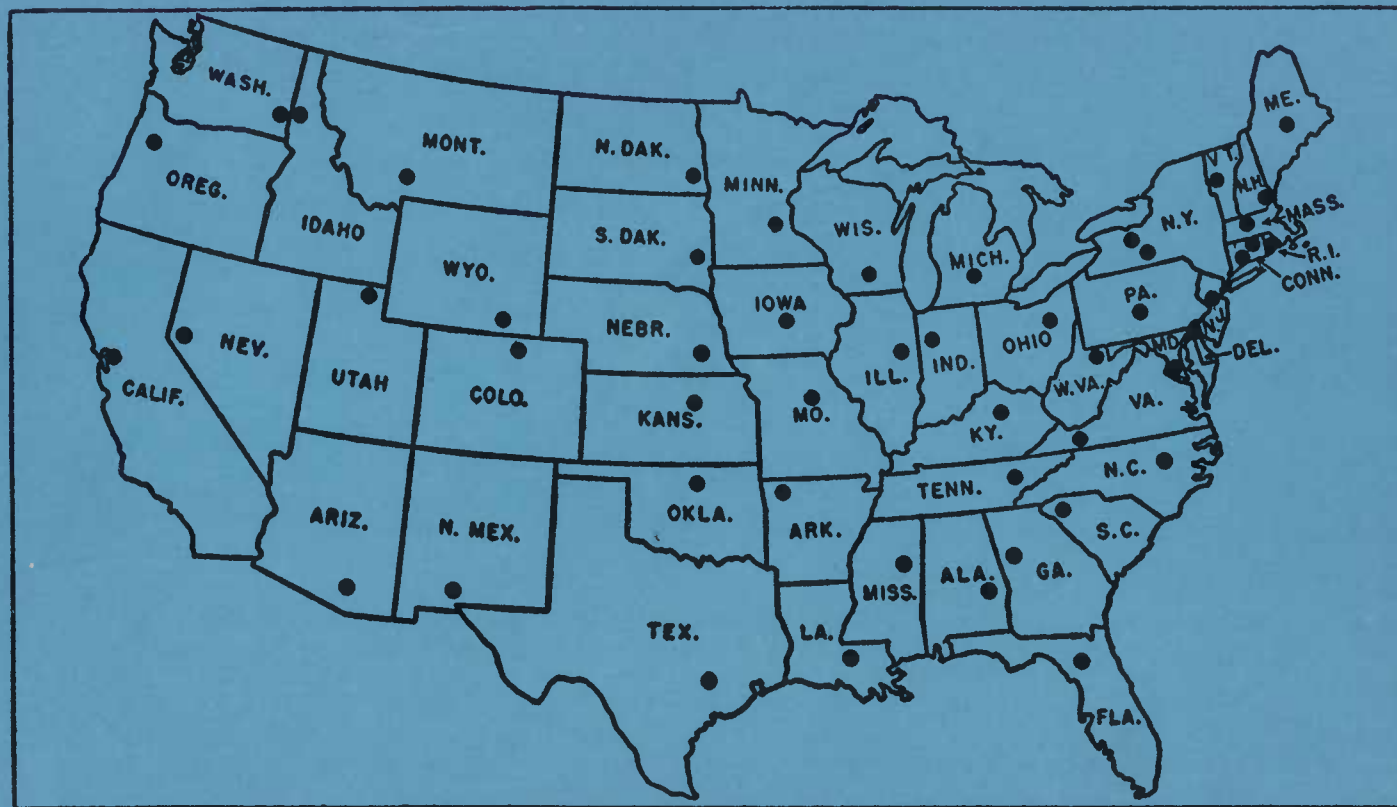 WASH.
MONT.
N. DAK.
MINN.
ME.
VT.
N.H.
OREG.
IDAHO
S. DAK.
WIS.
MICH.
N.Y.
MASS.
R.I.
CONN.
WYO.
IOWA
PA.
NEBR.
NEV.
UTAH
COLO.
ILL.
IND.
OHIO
N.J.
MD.
DEL.
CALIF.
KANS.
MO.
W.VA.
VA.
KY.
N.C.
TENN.
ARIZ.
N. MEX.
OKLA.
ARK.
S.C.
MISS.
ALA.
GA.
TEX.
LA.
FLA.